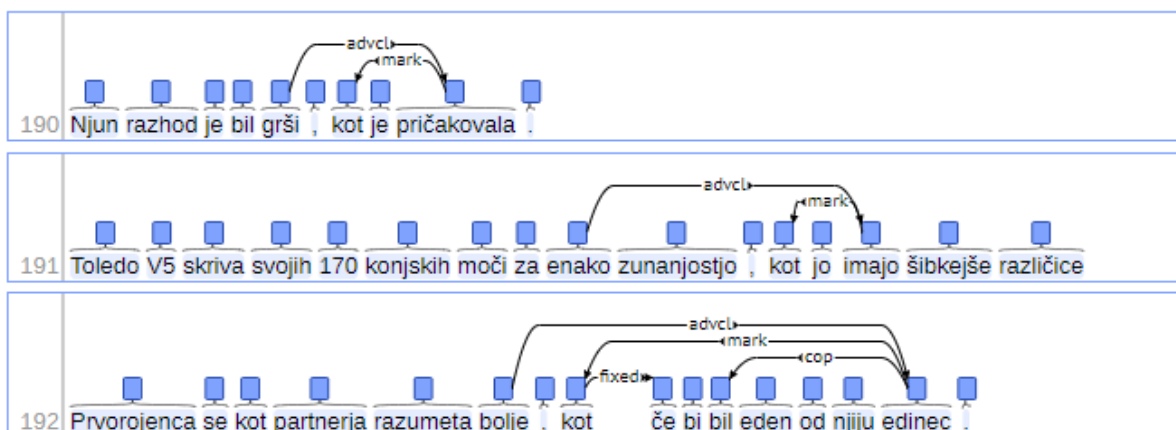 advcl
mark
190 Njun razhod je bil grši , kot je pričakovala .
advcl
mark
191 Toledo V5 skriva svojih 170 konjskih moči za enako zunanjostjo , kot jo imajo šibkejše različice
advcl
mark
cop
fixed
192 Prvorojenca se kot partnerja razumeta bolje , kot če bi bil eden od njiju edinec .